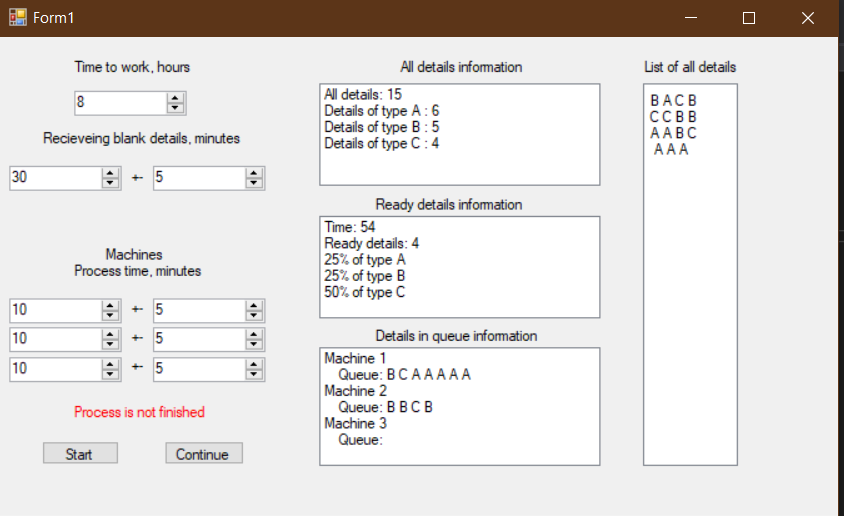 Form1
Time to work, hours
8
Recieveing blank details, minutes
30 +- 5
Machines
Process time, minutes
10 +- 5
10 +- 5
10 +- 5
Process is not finished
Start Continue
All details information
All details: 15
Details of type A : 6
Details of type B : 5
Details of type C : 4
Ready details information
Time: 54
Ready details: 4
25% of type A
25% of type B
50% of type C
Details in queue information
Machine 1
Queue: B C A A A A A
Machine 2
Queue: B B C B
Machine 3
Queue:
List of all details
B A C B
C C B B
A A B C
A A A